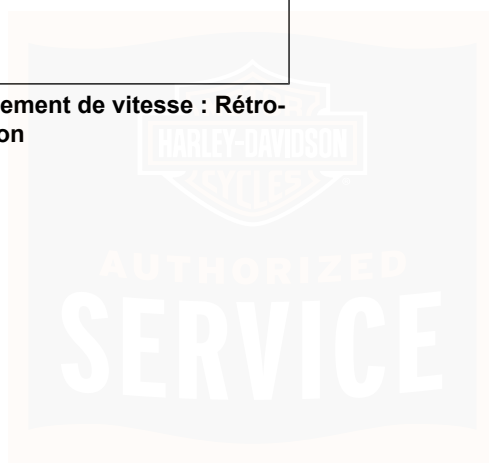 ement de vitesse : Rétro-
on
HARLEY-DAVIDSON
CYCLES
AUTHORIZED
SERVICE